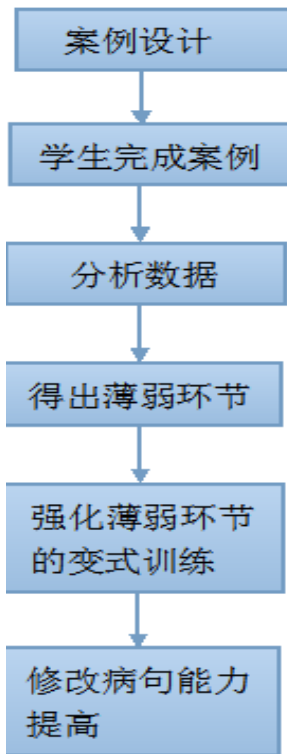 案例设计
学生完成案例
分析数据
得出薄弱环节
强化薄弱环节
的变式训练
修改病句能力
提高